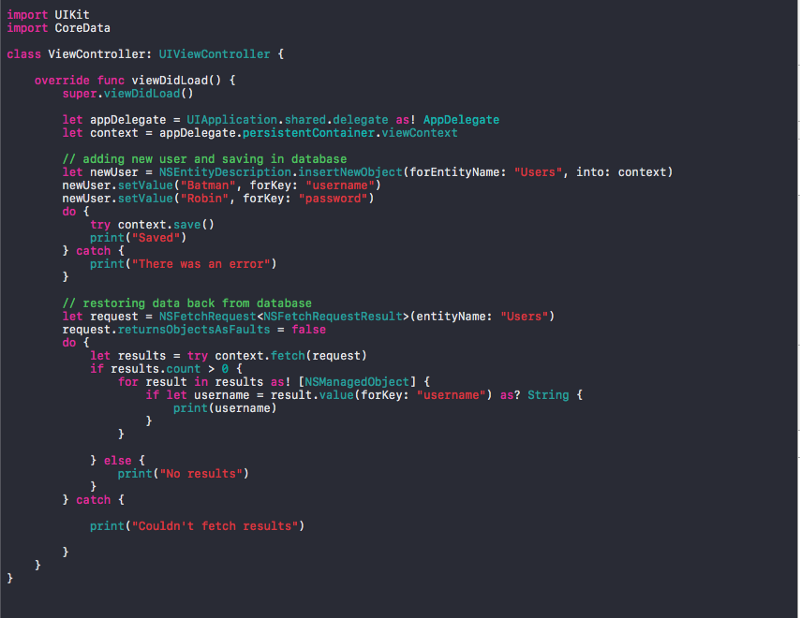 import UIKit
import CoreData
class ViewController: UIViewController {
override func viewDidLoad() {
super.viewDidLoad()
let appDelegate = UIApplication.shared.delegate as! AppDelegate
let context = appDelegate.persistentContainer.viewContext
// adding new user and saving in database
let newUser = NSEntityDescription.insertNewObject(forEntityName: "Users", into: context)
newUser.setValue("Batman", forKey: "username")
newUser.setValue("Robin", forKey: "password")
do {
try context.save()
print("Saved")
} catch {
print("There was an error")
}
// restoring data back from database
let request = NSFetchRequest<NSFetchRequestResult>(entityName: "Users")
request.returnsObjectsAsFaults = false
do {
let results = try context.fetch(request)
if results.count > 0 {
for result in results as! [NSManagedObject] {
if let username = result.value(forKey: "username") as? String {
print(username)
}
}
} else {
print("No results")
}
} catch {
print("Couldn't fetch results")
}
}
}